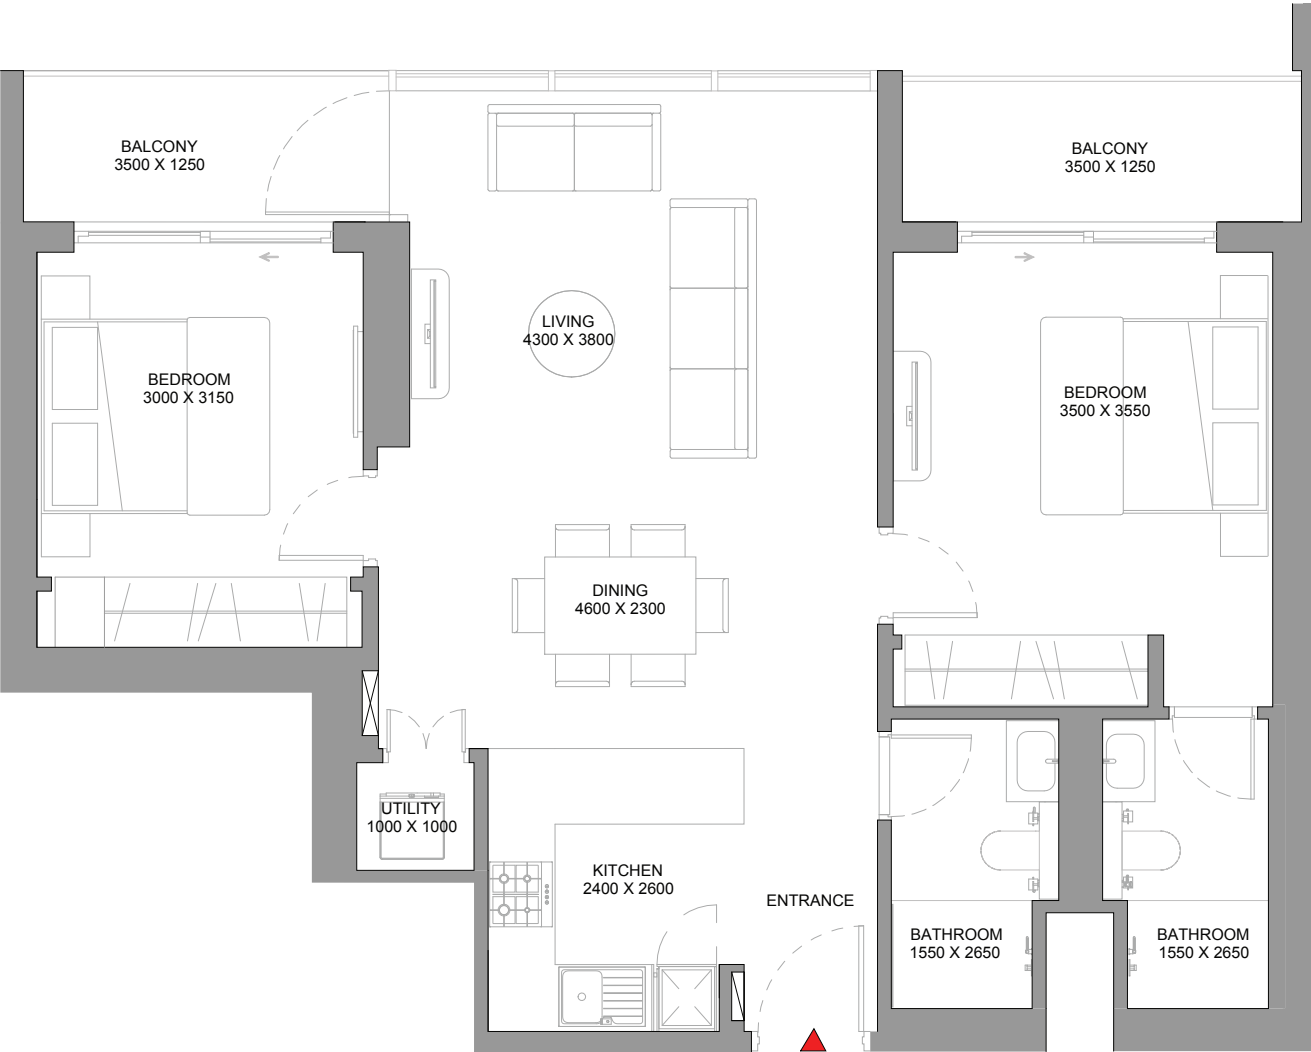 BALCONY
3500 X 1250
BALCONY
3500 X 1250
LIVING
4300 X 3800
BEDROOM
3000 X 3150
BEDROOM
3500 X 3550
DINING
4600 X 2300
UTILITY
1000 X 1000
KITCHEN
2400 X 2600
ENTRANCE
BATHROOM
1550 X 2650
BATHROOM
1550 X 2650